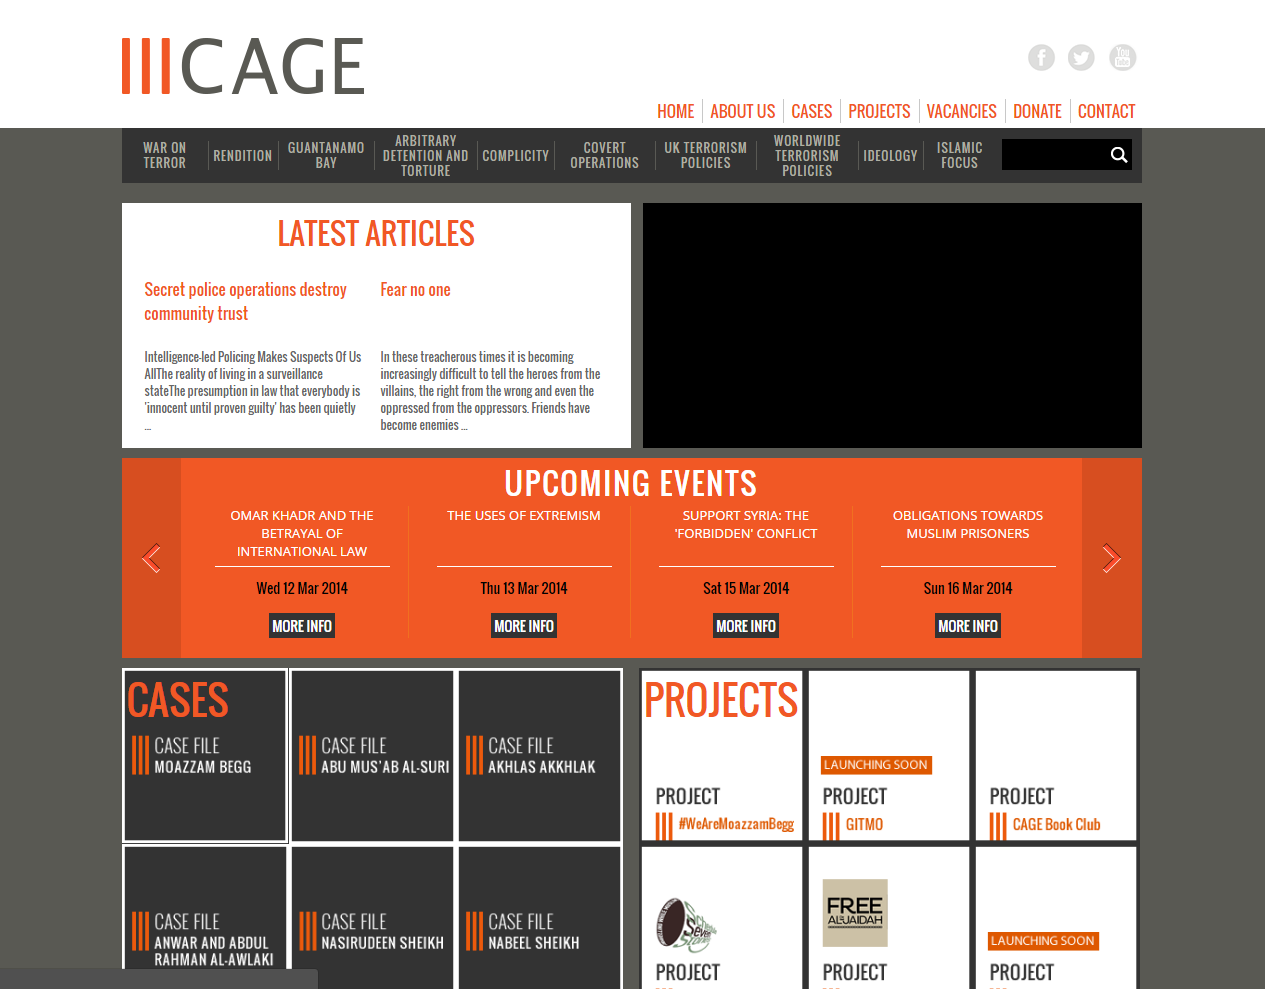 CAGE
HOME ABOUT US CASES PROJECTS VACANCIES DONATE CONTACT
WAR ON
TERROR
RENDITION
GUANTANAMO
BAY
ARBITRARY
DETENTION AND
TORTURE
COMPLICITY
COVERT
OPERATIONS
UK TERRORISM
POLICIES
WORLDWIDE
TERRORISM
POLICIES
IDEOLOGY
ISLAMIC
FOCUS
LATEST ARTICLES
Secret police operations destroy
community trust
Intelligence-led Policing Makes Suspects Of Us
AllThe reality of living in a surveillance
stateThe presumption in law that everybody is
'innocent until proven guilty' has been quietly
...
Fear no one
In these treacherous times it is becoming
increasingly difficult to tell the heroes from the
villains, the right from the wrong and even the
oppressed from the oppressors. Friends have
become enemies ...
UPCOMING EVENTS
OMAR KHADR AND THE
BETRAYAL OF
INTERNATIONAL LAW
Wed 12 Mar 2014
MORE INFO
THE USES OF EXTREMISM
Thu 13 Mar 2014
MORE INFO
SUPPORT SYRIA: THE
'FORBIDDEN' CONFLICT
Sat 15 Mar 2014
MORE INFO
OBLIGATIONS TOWARDS
MUSLIM PRISONERS
Sun 16 Mar 2014
MORE INFO
CASES
CASE FILE
MOAZZAM BEGG
CASE FILE
ABU MUS'AB AL-SURI
CASE FILE
AKHLAS AKKHLAK
CASE FILE
ANWAR AND ABDUL
RAHMAN AL-AWLAKI
CASE FILE
NASIRUDEEN SHEIKH
CASE FILE
NABEEL SHEIKH
PROJECTS
PROJECT
#WeAreMoazzamBegg
LAUNCHING SOON
PROJECT
GITMO
PROJECT
CAGE Book Club
PROJECT
FREE
PROJECT
LAUNCHING SOON
PROJECT